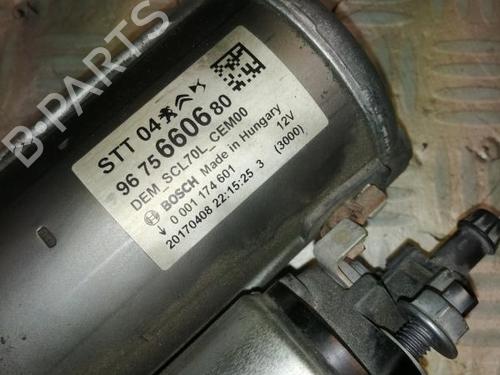 B-PARTS
STT 04
96 75 6606 80
DEM_SCL70L_CEM00
BOSCH Made in Hungary 12V
0 001 174 601 (3000)
20170408 22:15:25 3